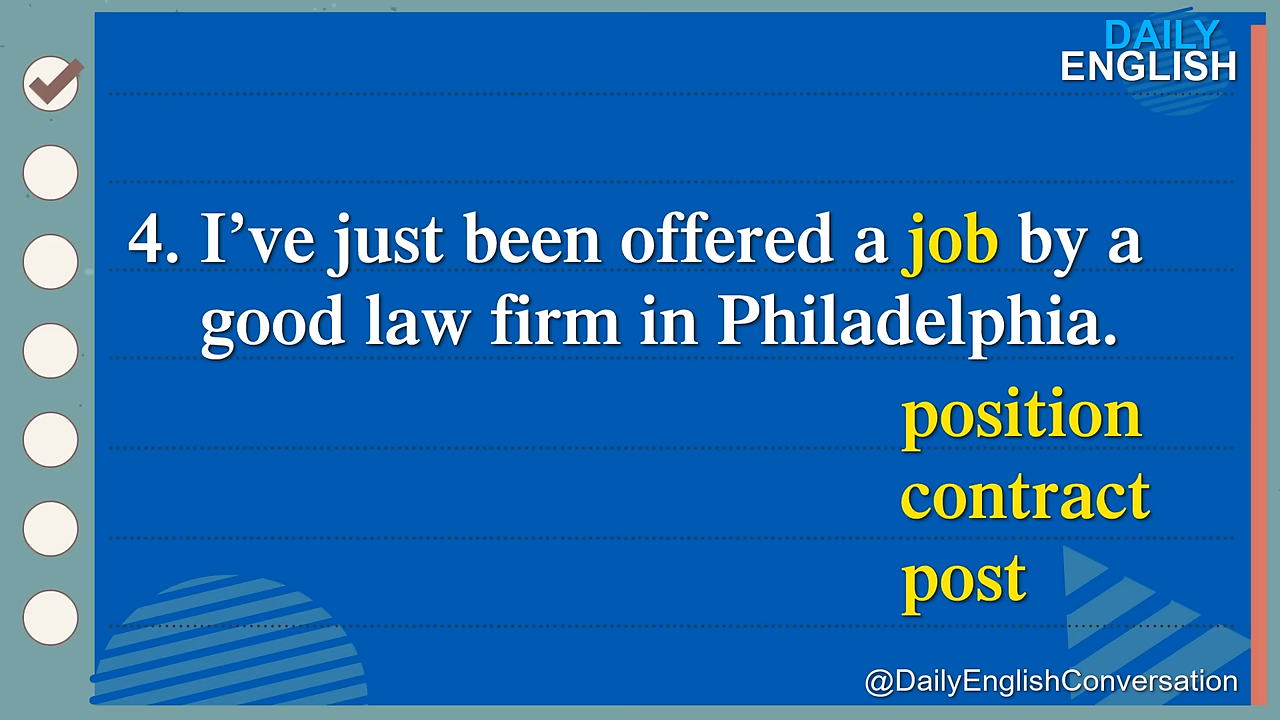 DAILY
ENGLISH
4. I’ve just been offered a job by a
good law firm in Philadelphia.
position
contract
post
@DailyEnglishConversation